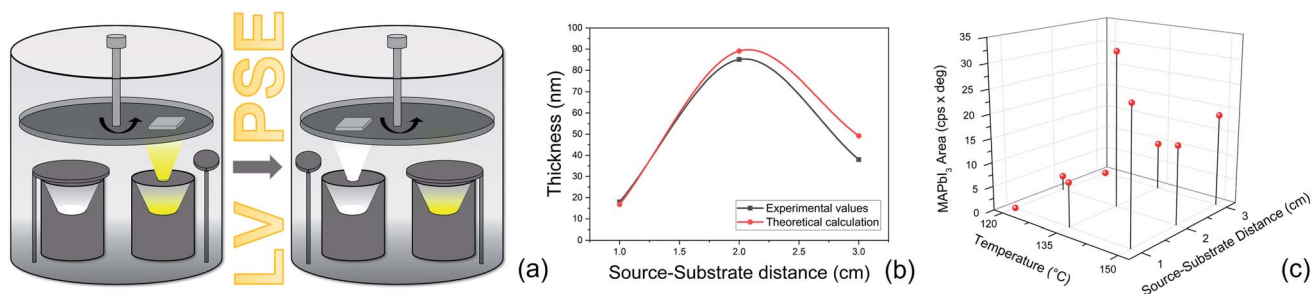 LV PSE
(a)
Thickness (nm)
100
90
80
70
60
50
40
30
20
10
0
1.0
1.5
2.0
2.5
3.0
Source-Substrate distance (cm)
Experimental values
Theoretical calculation
(b)
MAPbI₃ Area (cps x deg)
35
30
25
20
15
10
5
0
120
135
150
Temperature (°C)
1
2
3
Source-Substrate Distance (cm)
(c)